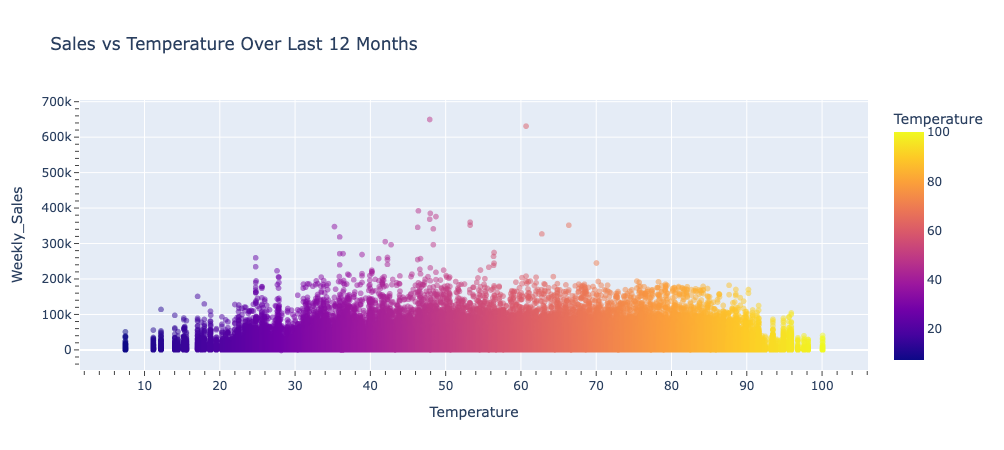 Sales vs Temperature Over Last 12 Months
Temperature
700k
600k
500k
400k
300k
200k
100k
0
Weekly_Sales
10 20 30 40 50 60 70 80 90 100
Temperature
100
80
60
40
20